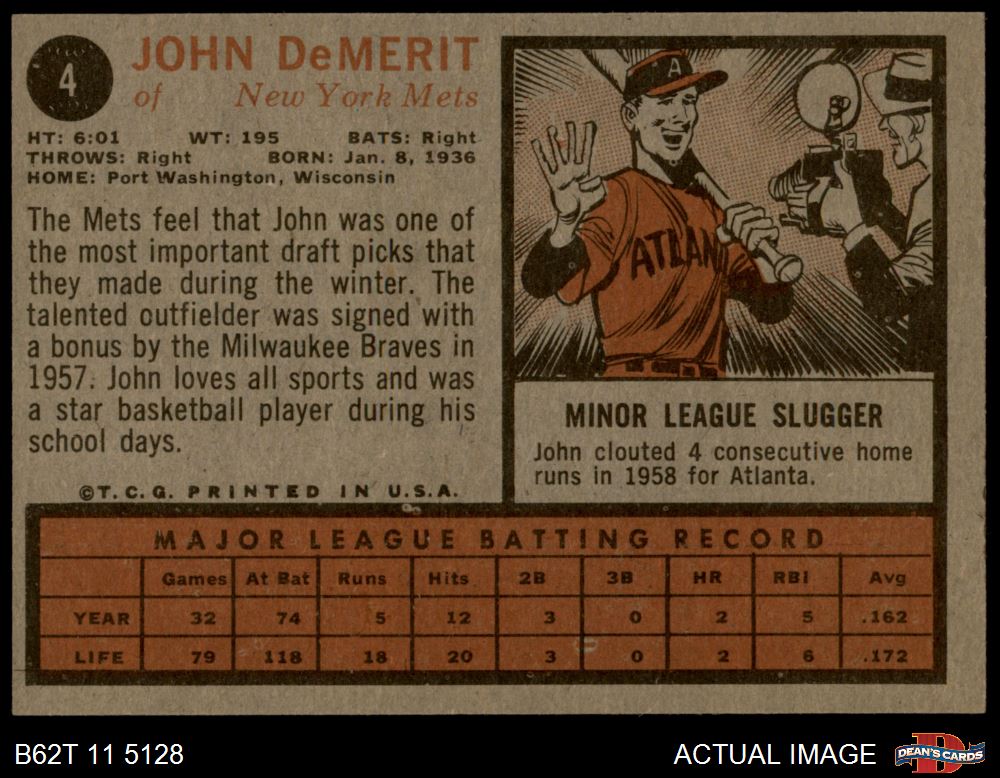 4
JOHN DeMERIT
of New York Mets
HT: 6:01 WT: 195 BATS: Right
THROWS: Right BORN: Jan. 8, 1936
HOME: Port Washington, Wisconsin
The Mets feel that John was one of
the most important draft picks that
they made during the winter. The
talented outfielder was signed with
a bonus by the Milwaukee Braves in
1957. John loves all sports and was
a star basketball player during his
school days.
©T.C.G. PRINTED IN U.S.A.
A
ATLAN
MINOR LEAGUE SLUGGER
John clouted 4 consecutive home
runs in 1958 for Atlanta.
MAJOR LEAGUE BATTING RECORD
Games At Bat Runs Hits 2B 3B HR RBI Avg
YEAR 32 74 5 12 3 0 2 5 .162
LIFE 79 118 18 20 3 0 2 6 .172
B62T 11 5128
ACTUAL IMAGE
D
DEAN'S CARDS